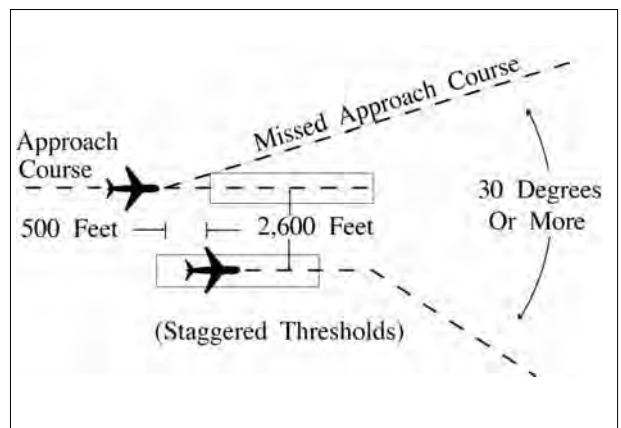 Missed Approach Course
Approach
Course
30 Degrees
Or More
500 Feet
2,600 Feet
(Staggered Thresholds)